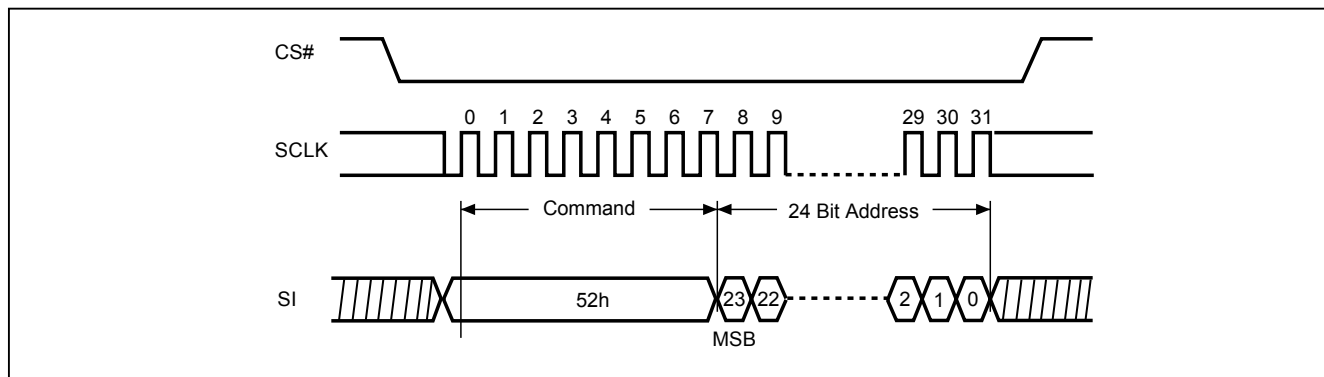 CS#
0 1 2 3 4 5 6 7 8 9 29 30 31
SCLK
Command 24 Bit Address
SI 52h 23 22 2 1 0
MSB